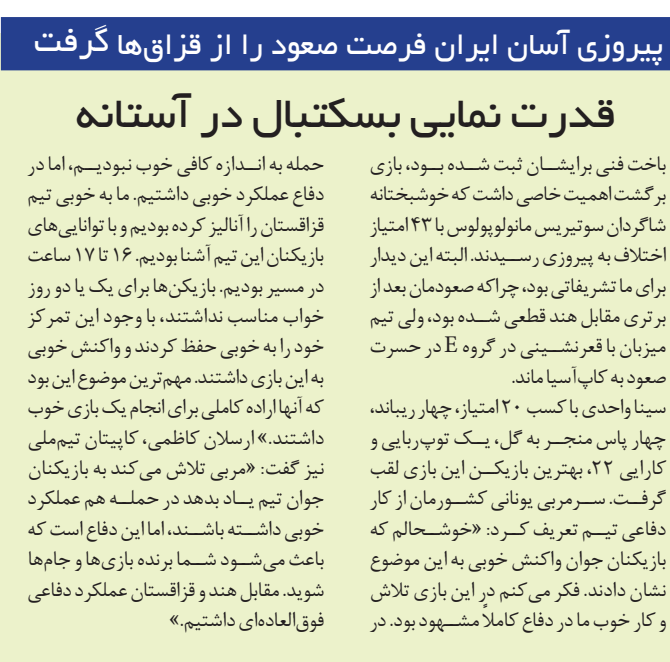 پیروزی آسان ایران فرصت صعود را از قزاق‌ها گرفت
قدرت نمایی بسکتبال در آستانه
باخت فنی برایشان ثبت شده بود، بازی
برگشت اهمیت خاصی داشت که خوشبختانه
شاگردان سوتیریس مانولوپولوس با ۴۳ امتیاز
اختلاف به پیروزی رسیدند. البته این دیدار
برای ما تشریفاتی بود، چراکه صعودمان بعد از
برتری مقابل هند قطعی شده بود، ولی تیم
میزبان با قعرنشینی در گروه E در حسرت
صعود به کاپ آسیا ماند.
سینا واحدی با کسب ۲۰ امتیاز، چهار ریباند،
چهار پاس منجر به گل، یک توپ‌ربایی و
کارایی ۲۲، بهترین بازیکن این بازی لقب
گرفت. سرمربی یونانی کشورمان از کار
دفاعی تیم تعریف کرد: «خوشحالم که
بازیکنان جوان واکنش خوبی به این موضوع
نشان دادند. فکر می‌کنم در این بازی تلاش
و کار خوب ما در دفاع کاملاً مشهود بود. در
حمله به اندازه کافی خوب نبودیم، اما در
دفاع عملکرد خوبی داشتیم. ما به خوبی تیم
قزاقستان را آنالیز کرده بودیم و با توانایی‌های
بازیکنان این تیم آشنا بودیم. ۱۶ تا ۱۷ ساعت
در مسیر بودیم. بازیکن‌ها برای یک یا دو روز
خواب مناسب نداشتند، با وجود این تمرکز
خود را به خوبی حفظ کردند و واکنش خوبی
به این بازی داشتند. مهم‌ترین موضوع این بود
که آنها اراده کاملی برای انجام یک بازی خوب
داشتند.» ارسلان کاظمی، کاپیتان تیم‌ملی
نیز گفت: «مربی تلاش می‌کند به بازیکنان
جوان تیم یاد بدهد در حمله هم عملکرد
خوبی داشته باشند، اما این دفاع است که
باعث می‌شود شما برنده بازی‌ها و جام‌ها
شوید. مقابل هند و قزاقستان عملکرد دفاعی
فوق‌العاده‌ای داشتیم.»